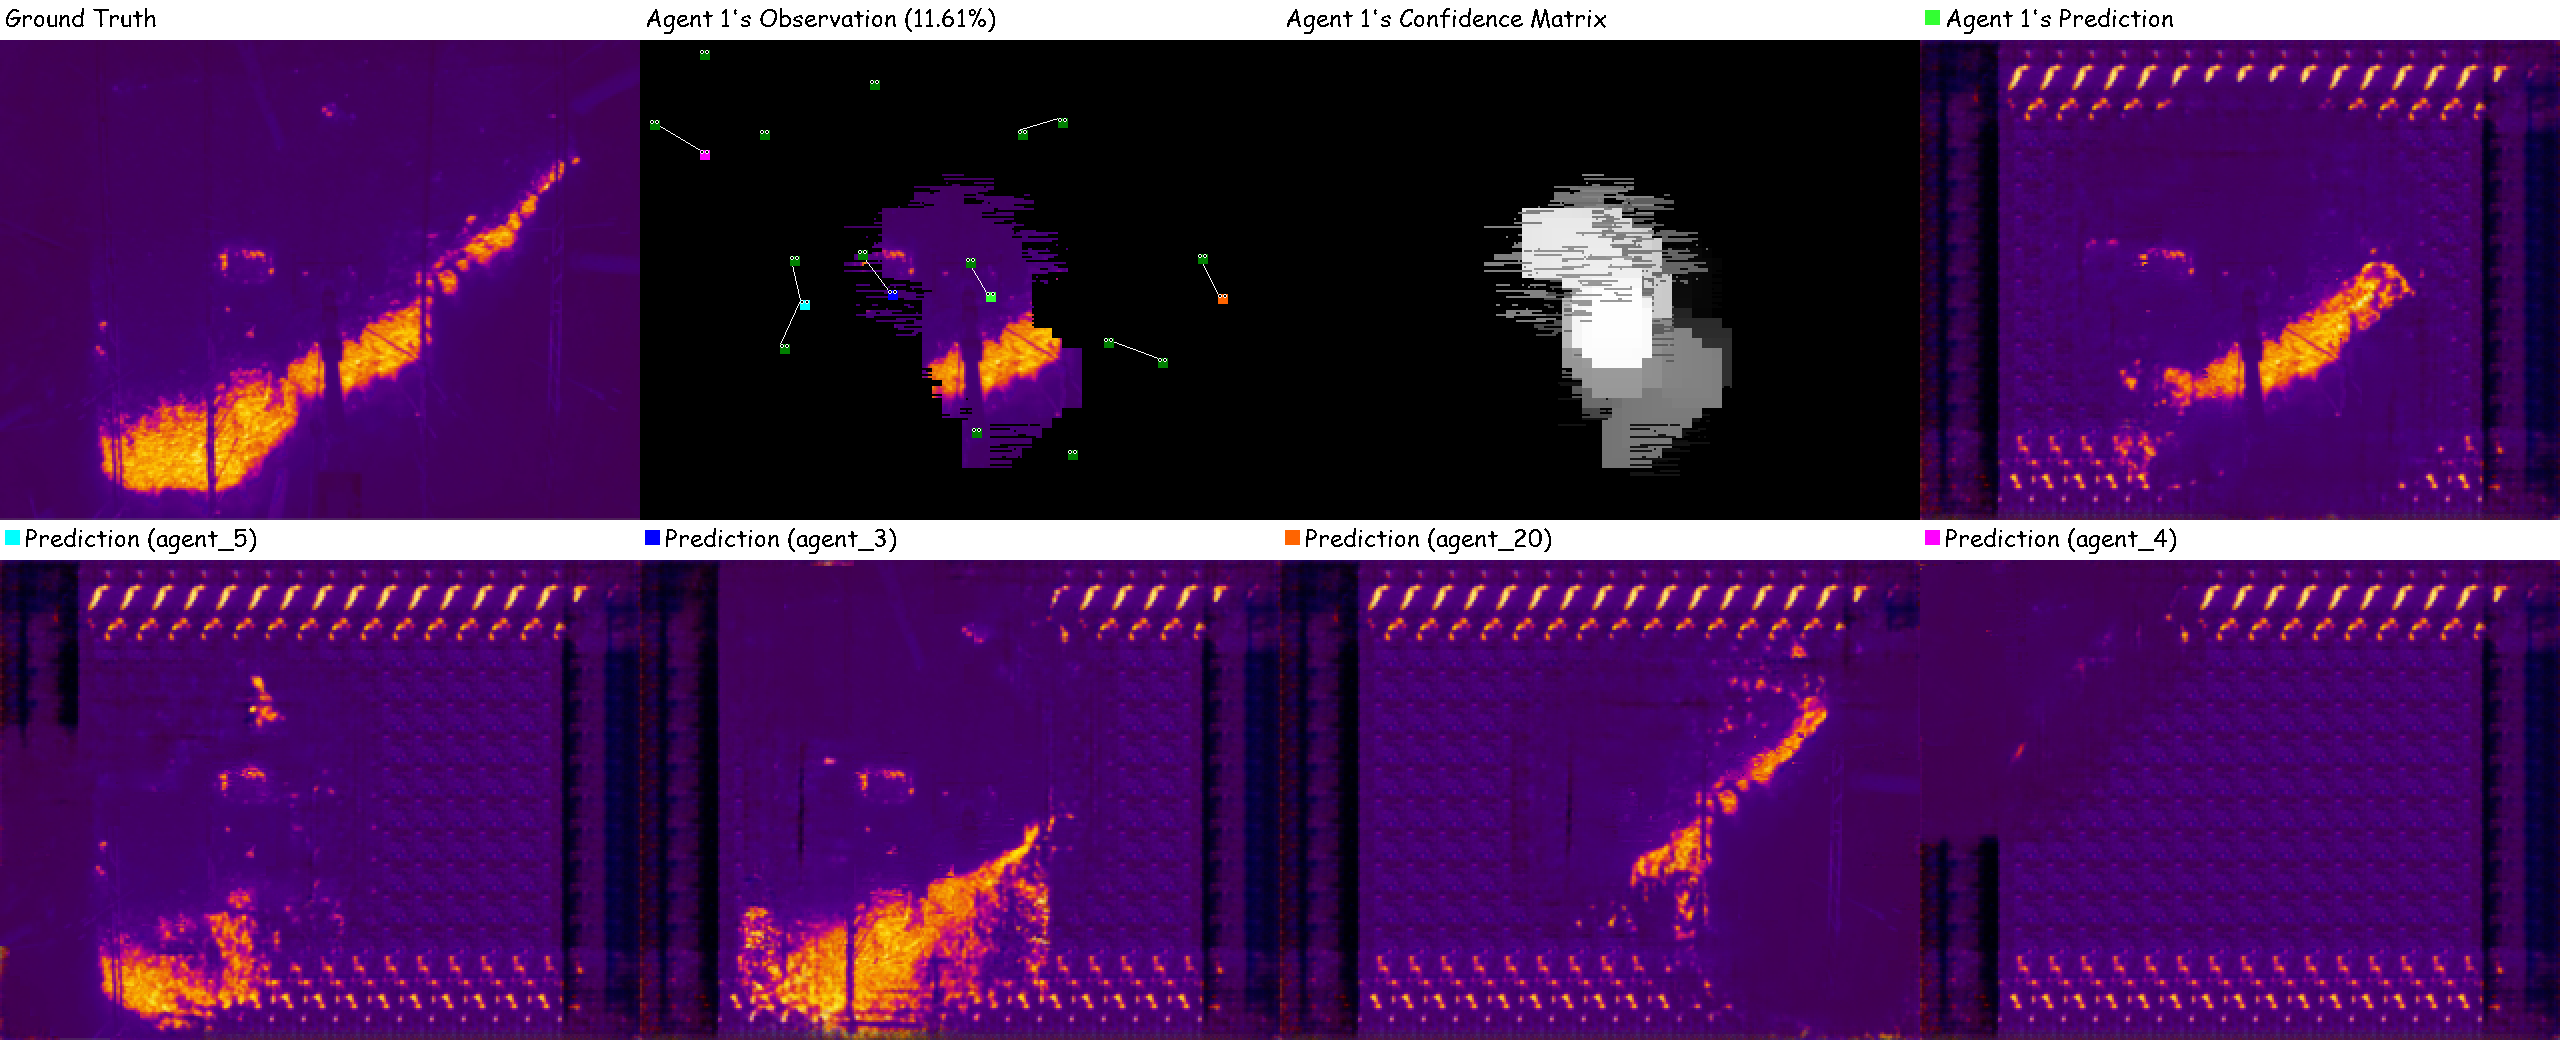 Ground Truth
Agent 1's Observation (11.61%)
Agent 1's Confidence Matrix
Agent 1's Prediction
Prediction (agent_5)
Prediction (agent_3)
Prediction (agent_20)
Prediction (agent_4)